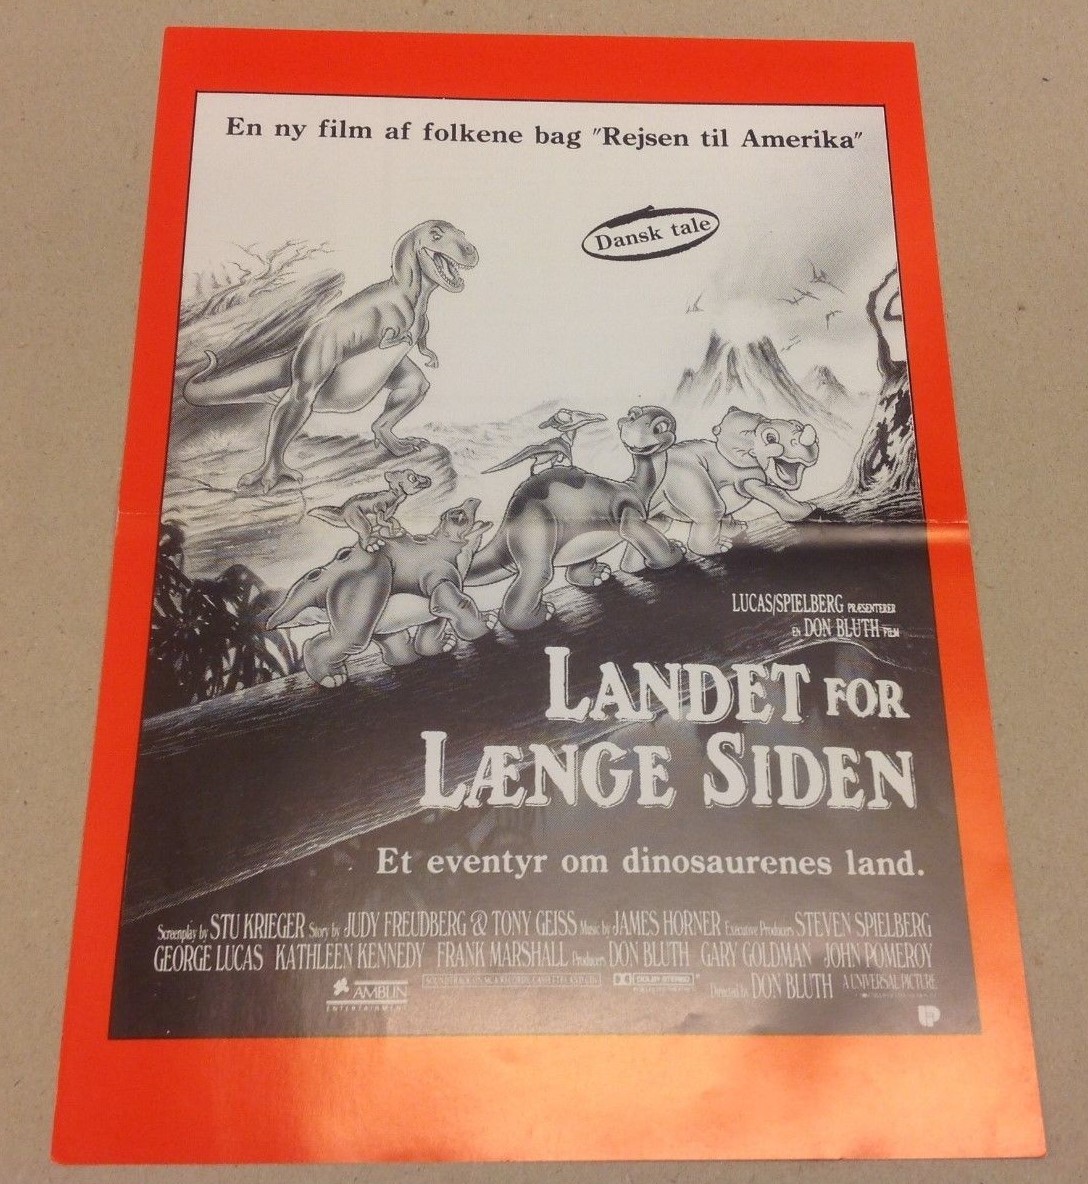 En ny film af folkene bag "Rejsen til Amerika"
Dansk tale
LUCAS/SPIELBERG PRÆSENTERER
EN DON BLUTH FILM
LANDET FOR
LÆNGE SIDEN
Et eventyr om dinosaurenes land.
Screenplay by STU KRIEGER Story by JUDY FREUDBERG & TONY GEISS Music by JAMES HORNER Executive Producers STEVEN SPIELBERG
GEORGE LUCAS KATHLEEN KENNEDY FRANK MARSHALL Producers DON BLUTH GARY GOLDMAN JOHN POMEROY
AMBLIN
ENTERTAINMENT
DOLBY STEREO
Directed by DON BLUTH A UNIVERSAL PICTURE